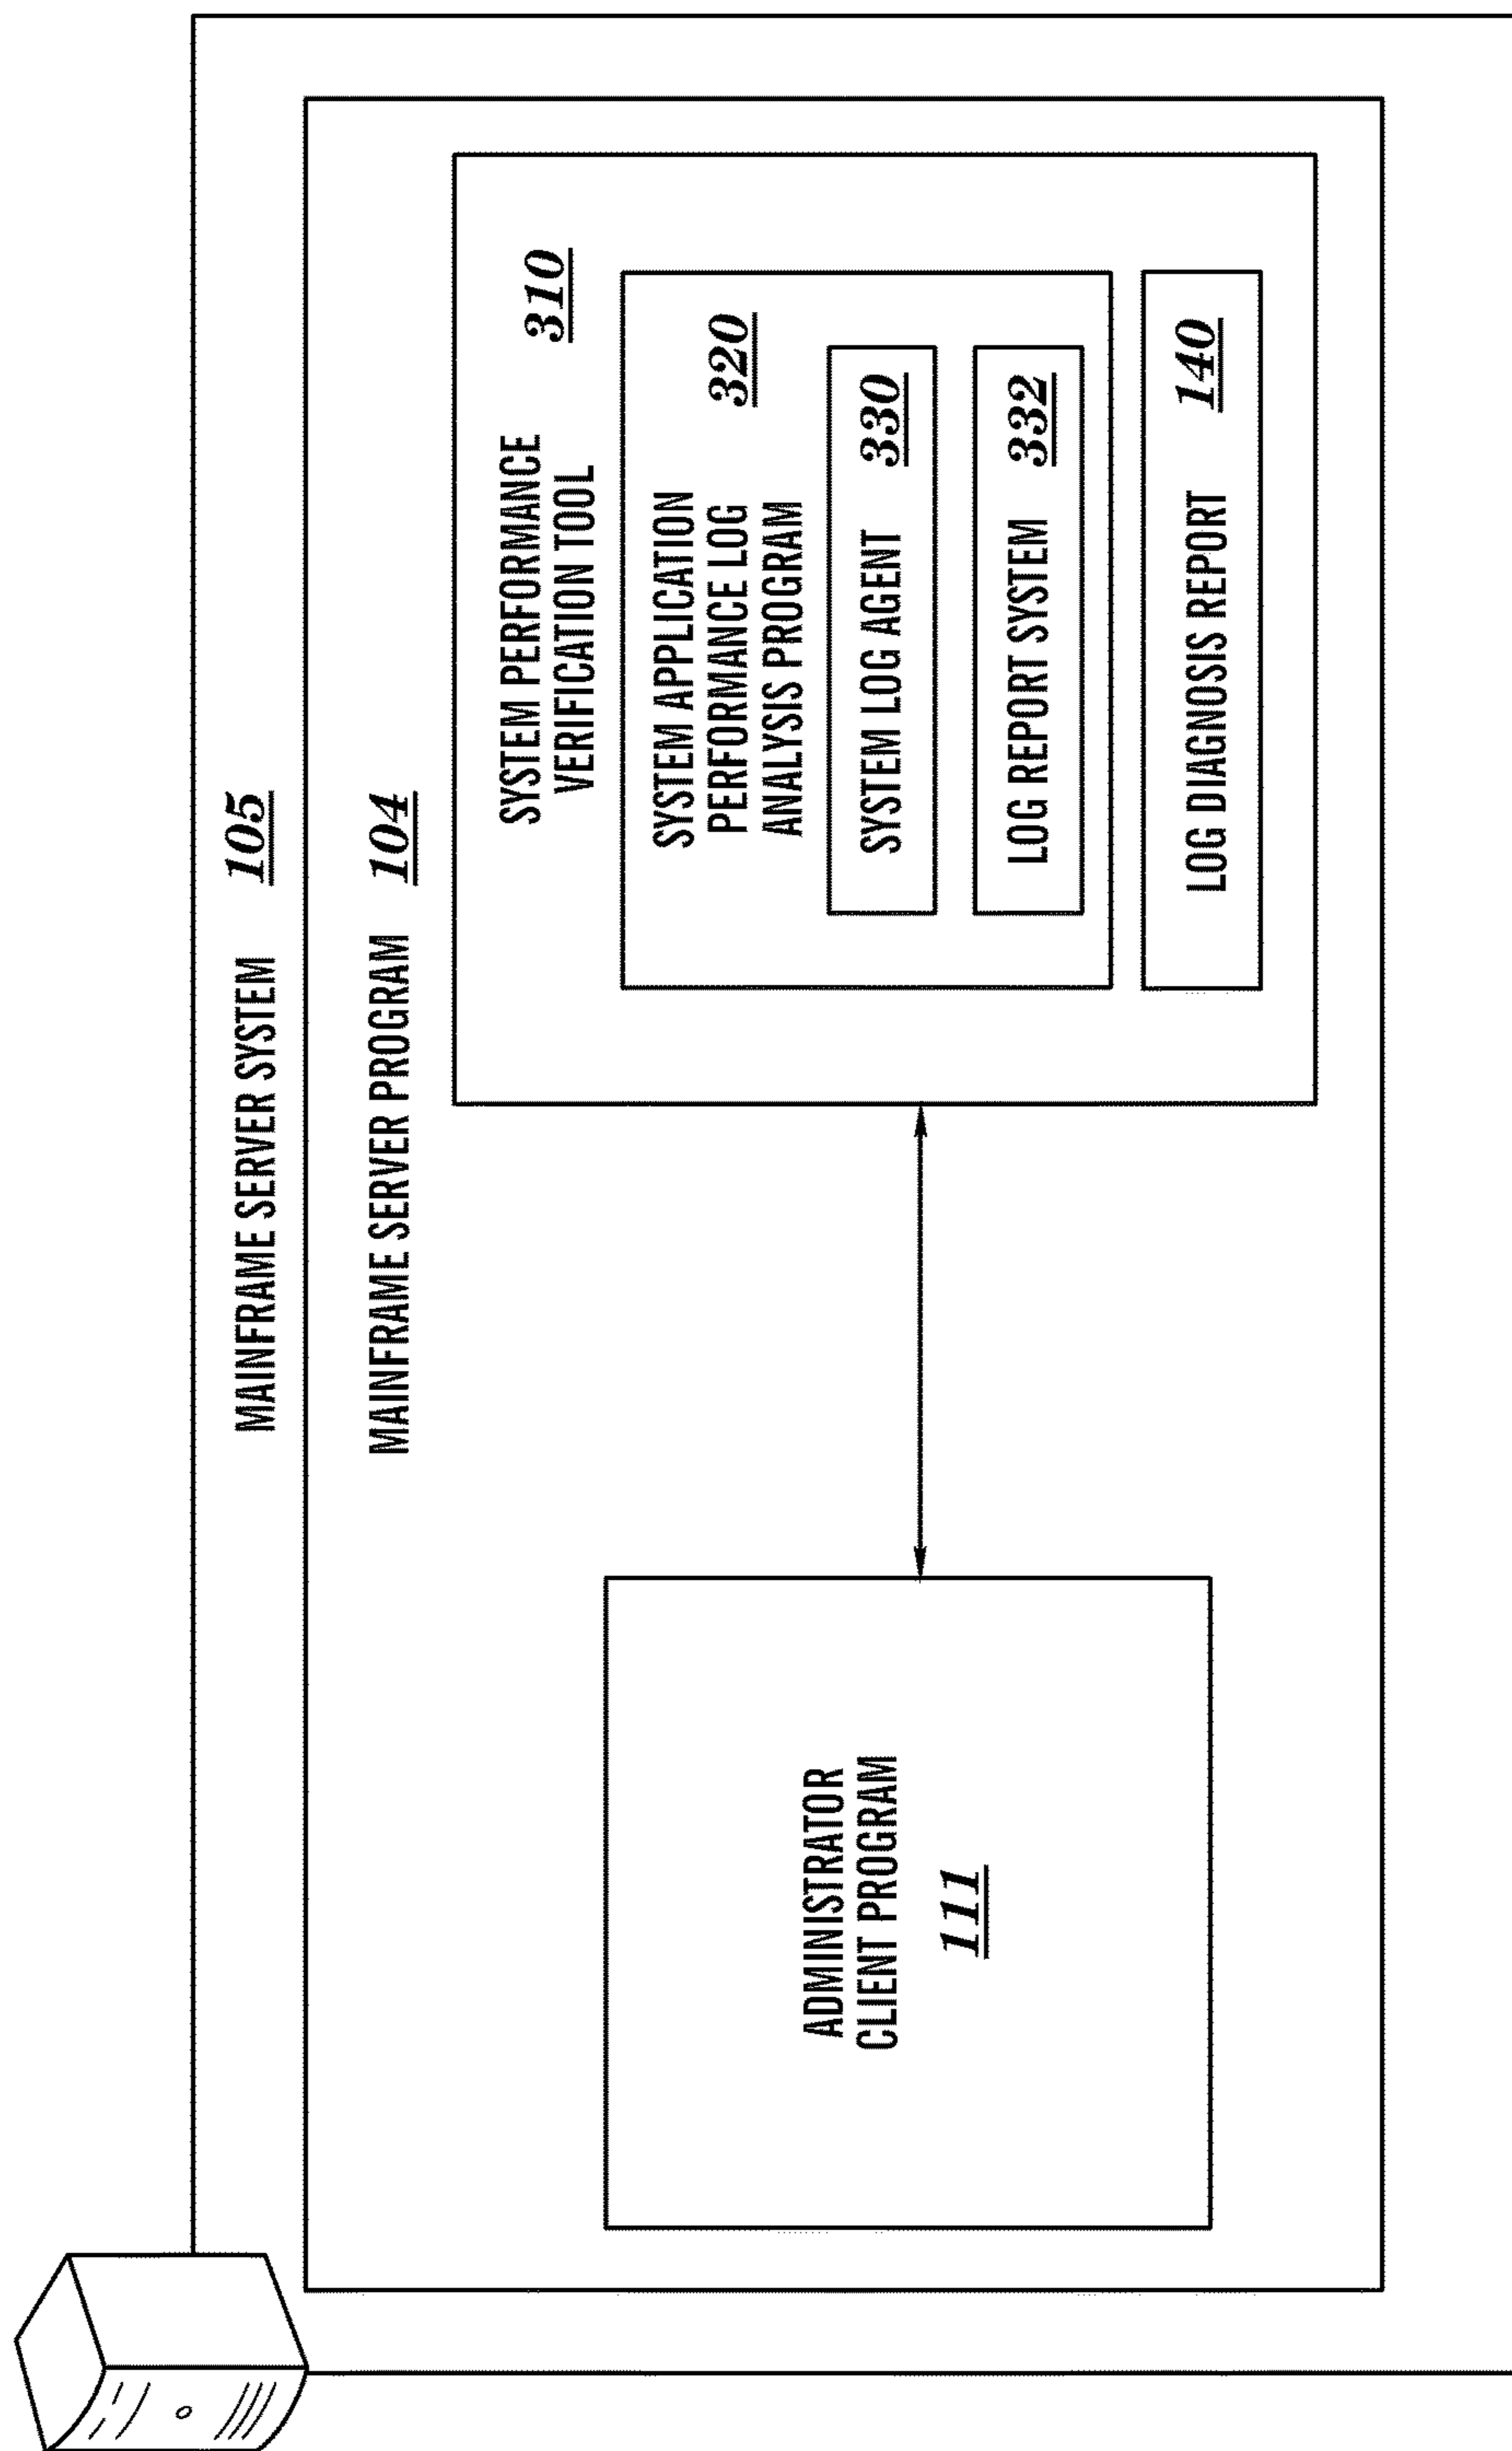 MAINFRAME SERVER SYSTEM 105
MAINFRAME SERVER PROGRAM 104
ADMINISTRATOR
CLIENT PROGRAM
111
SYSTEM PERFORMANCE
VERIFICATION TOOL
310
SYSTEM APPLICATION
PERFORMANCE LOG
ANALYSIS PROGRAM
320
SYSTEM LOG AGENT 330
LOG REPORT SYSTEM 332
LOG DIAGNOSIS REPORT 140